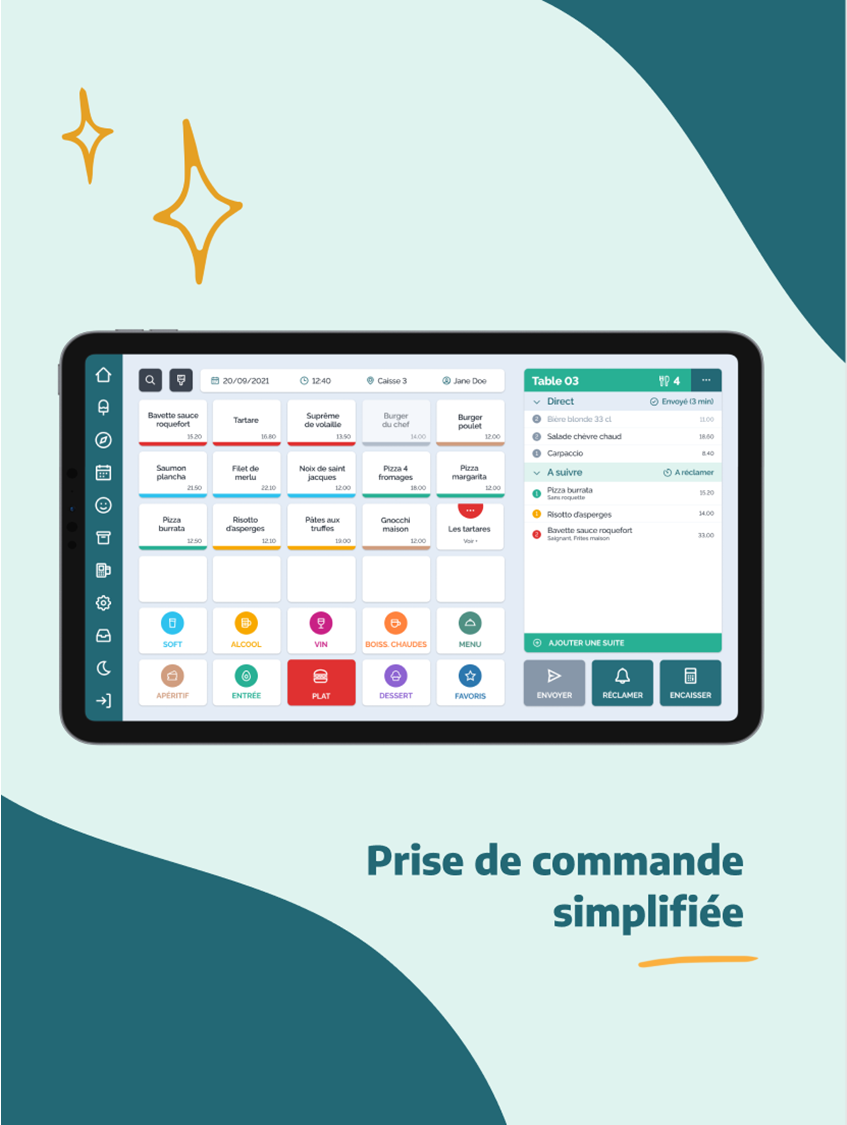 20/09/2021 12:40 Caisse 3 Jane Doe
Bavette sauce
roquefort
15.20
Tartare
16.80
Suprême
de volaille
13.50
Burger
du chef
14.00
Burger
poulet
12.00
Saumon
plancha
21.50
Filet de
merlu
22.10
Noix de saint
jacques
12.00
Pizza 4
fromages
18.00
Pizza
margarita
12.00
Pizza
burrata
12.50
Risotto
d'asperges
12.10
Pâtes aux
truffes
19.00
Gnocchi
maison
12.00
Les tartares
Voir +
SOFT
ALCOOL
VIN
BOISS. CHAUDES
MENU
APÉRITIF
ENTRÉE
PLAT
DESSERT
FAVORIS
Table 03 4
Direct Envoyé (3 min)
2 Bière blonde 33 cl 11.00
2 Salade chèvre chaud 18.60
1 Carpaccio 8.40
A suivre A réclamer
1 Pizza burrata 15.20
Sans roquette
1 Risotto d'asperges 14.00
2 Bavette sauce roquefort 33.00
Saignant, Frites maison
AJOUTER UNE SUITE
ENVOYER
RÉCLAMER
ENCAISSER
Prise de commande
simplifiée